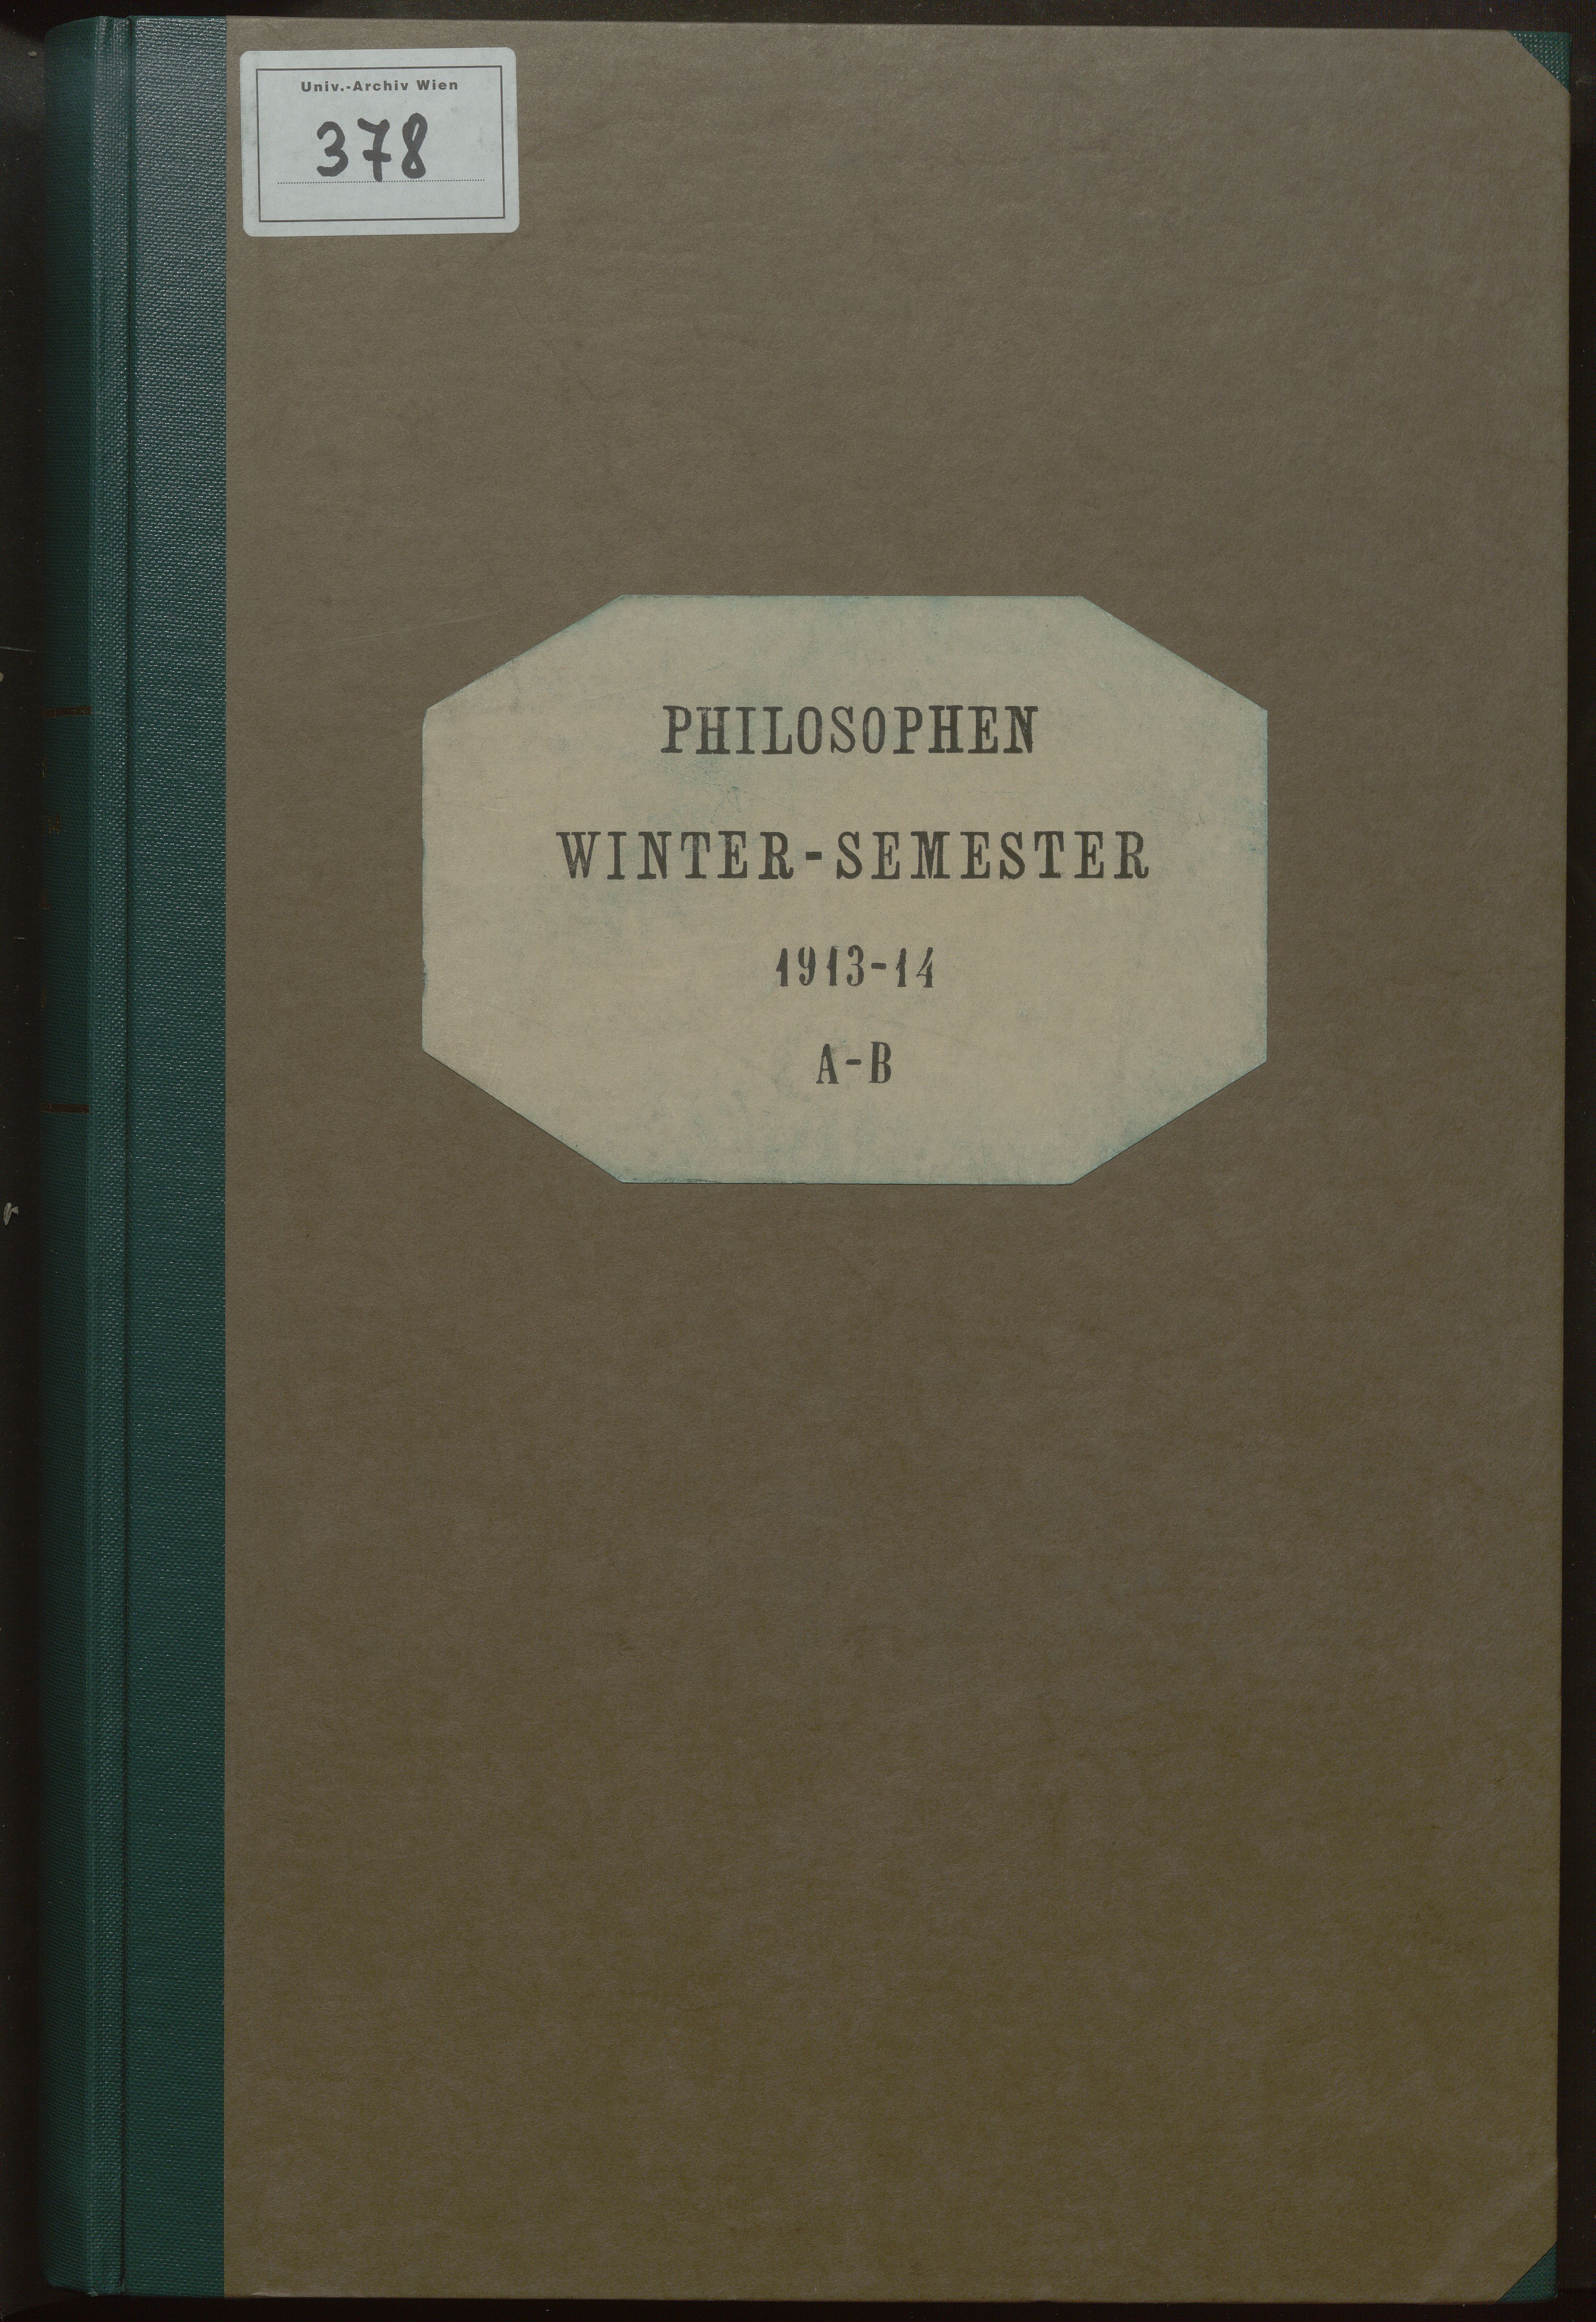 Univ.-Archiv Wien
378
PHILOSOPHEN
WINTER-SEMESTER
1913-14
A-B